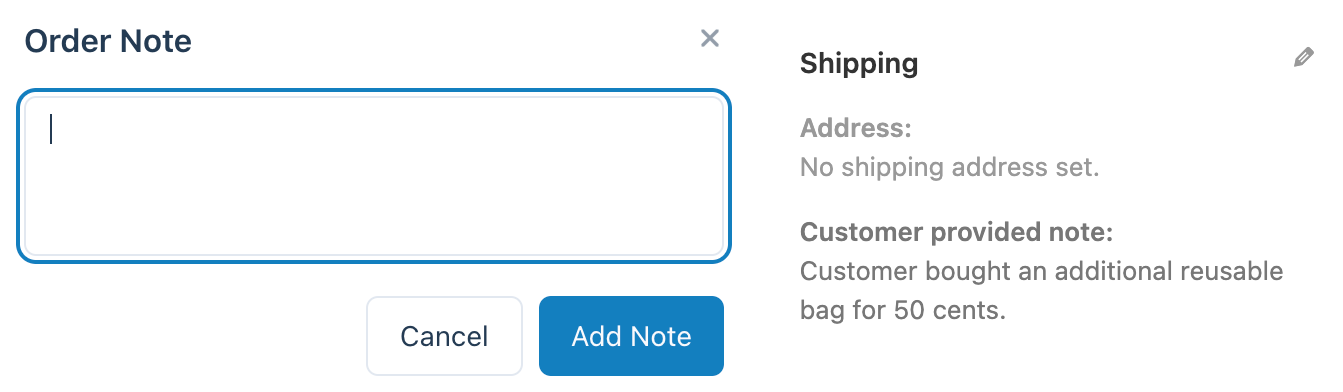 Order Note
Cancel
Add Note
Shipping
Address:
No shipping address set.
Customer provided note:
Customer bought an additional reusable
bag for 50 cents.